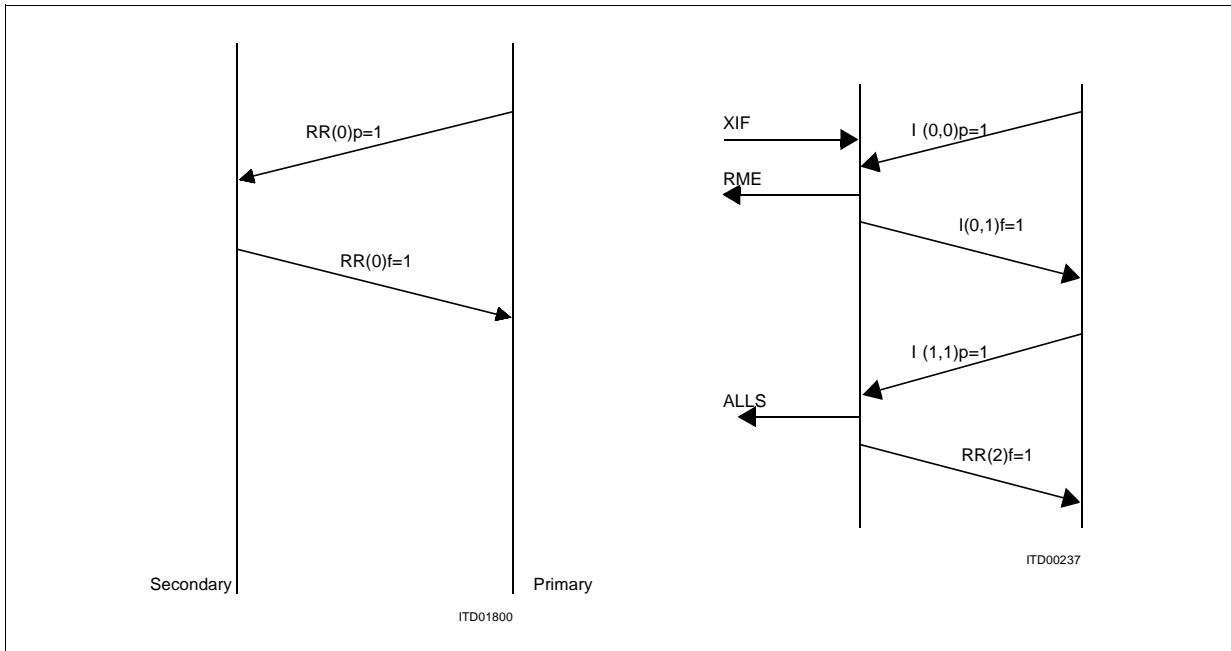 RR(0)p=1
RR(0)f=1
Secondary
Primary
ITD01800
XIF
I (0,0)p=1
RME
I(0,1)f=1
I (1,1)p=1
ALLS
RR(2)f=1
ITD00237